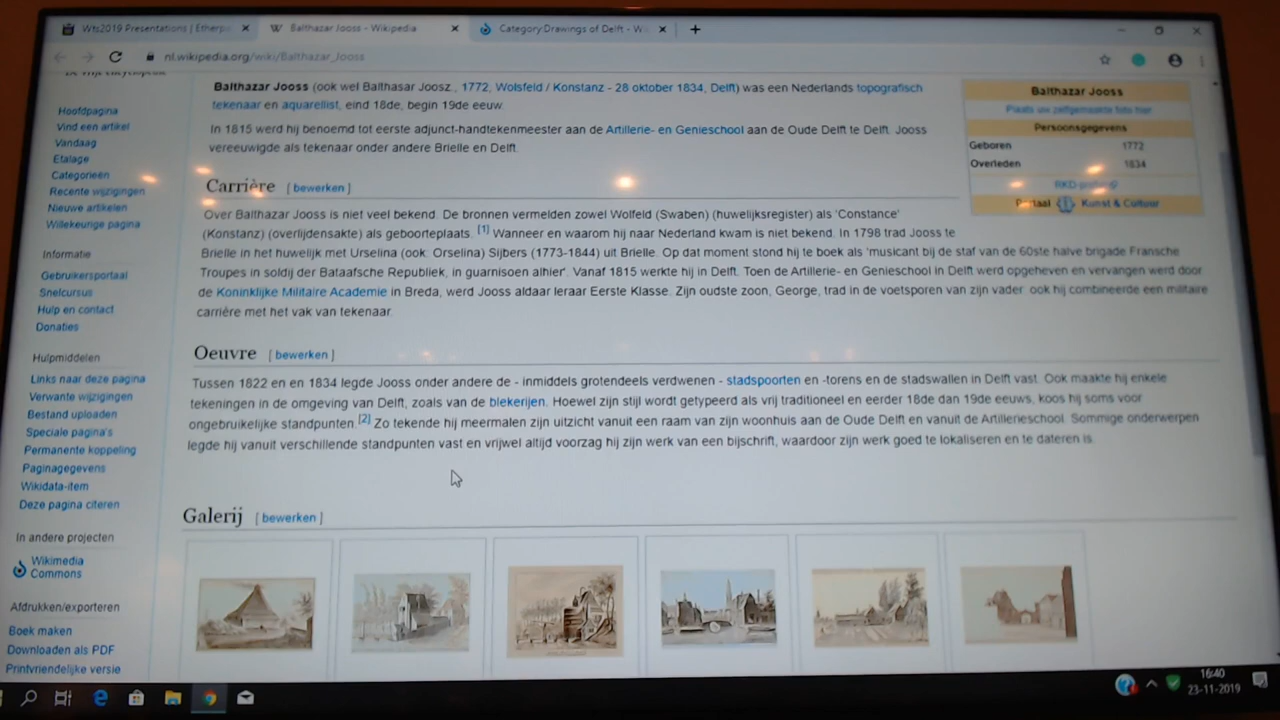 Wts2019 Presentations | Etherp
Balthazar Jooss - Wikipedia
Category:Drawings of Delft - W
nl.wikipedia.org/wiki/Balthazar_Jooss
De vrije encyclopedie
Hoofdpagina
Vind een artikel
Vandaag
Etalage
Categorieën
Recente wijzigingen
Nieuwe artikelen
Willekeurige pagina
Informatie
Gebruikersportaal
Snelcursus
Hulp en contact
Donaties
Hulpmiddelen
Links naar deze pagina
Verwante wijzigingen
Bestand uploaden
Speciale pagina's
Permanente koppeling
Paginagegevens
Wikidata-item
Deze pagina citeren
In andere projecten
Wikimedia
Commons
Afdrukken/exporteren
Boek maken
Downloaden als PDF
Printvriendelijke versie
Balthazar Jooss (ook wel Balthasar Joosz., 1772, Wolsfeld / Konstanz - 28 oktober 1834, Delft) was een Nederlands topografisch
tekenaar en aquarellist, eind 18de, begin 19de eeuw.
In 1815 werd hij benoemd tot eerste adjunct-handtekenmeester aan de Artillerie- en Genieschool aan de Oude Delft te Delft. Jooss
vereeuwigde als tekenaar onder andere Brielle en Delft.
Carrière [ bewerken ]
Over Balthazar Jooss is niet veel bekend. De bronnen vermelden zowel Wolfeld (Swaben) (huwelijksregister) als 'Constance'
(Konstanz) (overlijdensakte) als geboorteplaats. [1] Wanneer en waarom hij naar Nederland kwam is niet bekend. In 1798 trad Jooss te
Brielle in het huwelijk met Urselina (ook: Orselina) Sijbers (1773-1844) uit Brielle. Op dat moment stond hij te boek als 'musicant bij de staf van de 60ste halve brigade Fransche
Troupes in soldij der Bataafsche Republiek, in guarnisoen alhier'. Vanaf 1815 werkte hij in Delft. Toen de Artillerie- en Genieschool in Delft werd opgeheven en vervangen werd door
de Koninklijke Militaire Academie in Breda, werd Jooss aldaar leraar Eerste Klasse. Zijn oudste zoon, George, trad in de voetsporen van zijn vader: ook hij combineerde een militaire
carrière met het vak van tekenaar.
Oeuvre [ bewerken ]
Tussen 1822 en en 1834 legde Jooss onder andere de - inmiddels grotendeels verdwenen - stadspoorten en -torens en de stadswallen in Delft vast. Ook maakte hij enkele
tekeningen in de omgeving van Delft, zoals van de blekerijen. Hoewel zijn stijl wordt getypeerd als vrij traditioneel en eerder 18de dan 19de eeuws, koos hij soms voor
ongebruikelijke standpunten.[2] Zo tekende hij meermalen zijn uitzicht vanuit een raam van zijn woonhuis aan de Oude Delft en vanuit de Artillerieschool. Sommige onderwerpen
legde hij vanuit verschillende standpunten vast en vrijwel altijd voorzag hij zijn werk van een bijschrift, waardoor zijn werk goed te lokaliseren en te dateren is.
Galerij [ bewerken ]
Balthazar Jooss
Plaats uw zelfgemaakte foto hier
Persoonsgegevens
Geboren 1772
Overleden 1834
RKD-profiel
Portaal Kunst & Cultuur
16:40
23-11-2019